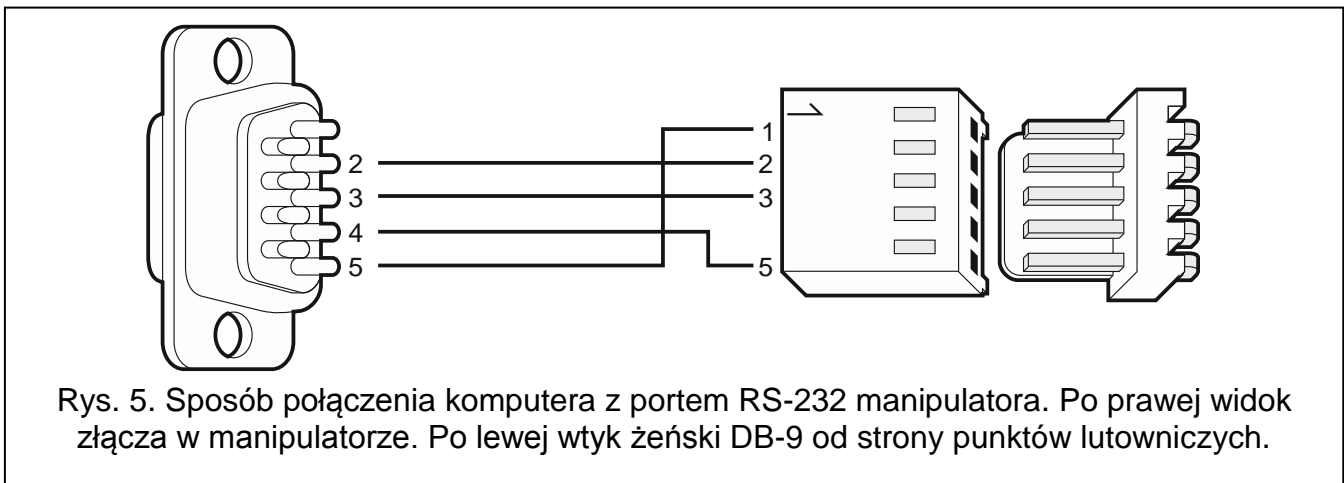 1
2 2
3 3
4
5 5
Rys. 5. Sposób połączenia komputera z portem RS-232 manipulatora. Po prawej widok
złącza w manipulatorze. Po lewej wtyk żeński DB-9 od strony punktów lutowniczych.